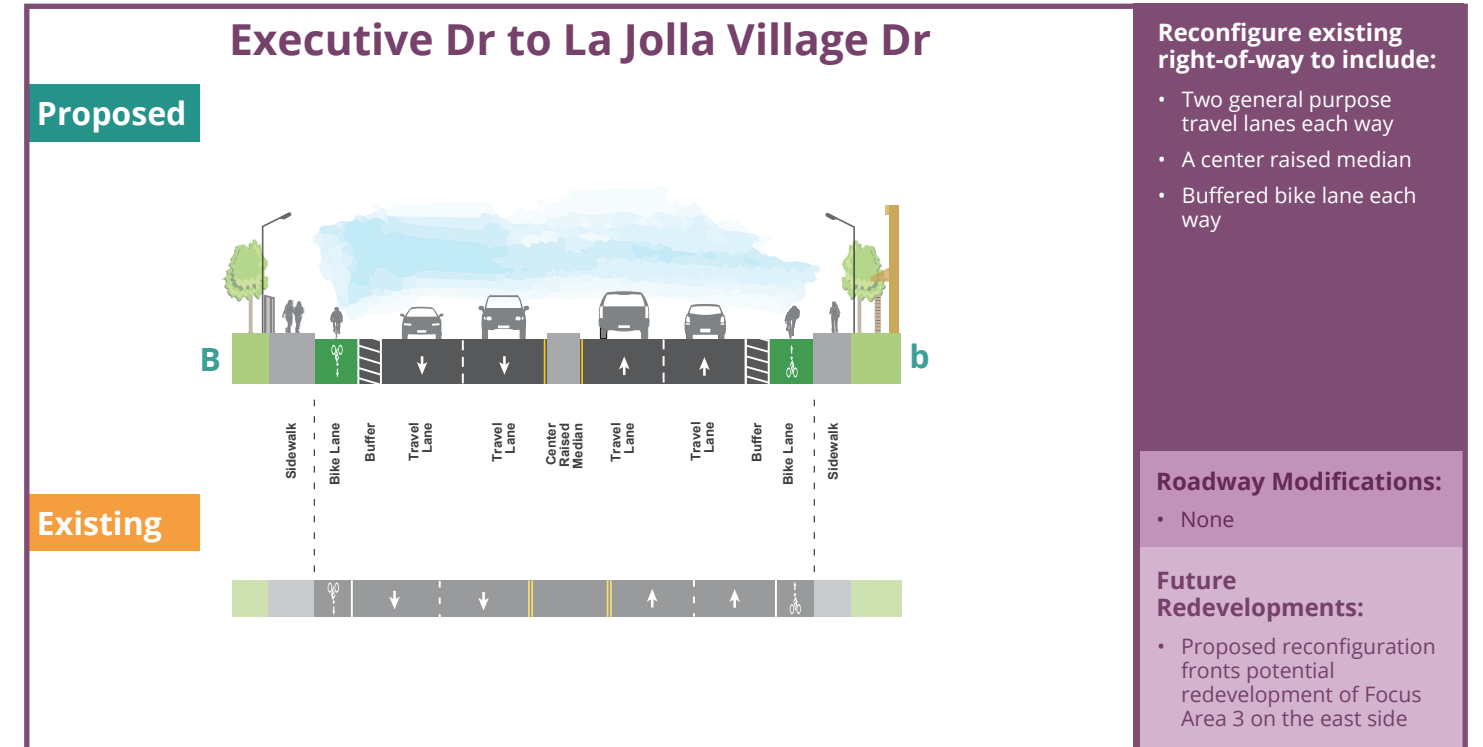 Executive Dr to La Jolla Village Dr
Proposed
B
b
Sidewalk
Bike Lane
Buffer
Travel
Lane
Travel
Lane
Center
Raised
Median
Travel
Lane
Travel
Lane
Buffer
Bike Lane
Sidewalk
Existing
Reconfigure existing
right-of-way to include:
• Two general purpose
travel lanes each way
• A center raised median
• Buffered bike lane each
way
Roadway Modifications:
• None
Future
Redevelopments:
• Proposed reconfiguration
fronts potential
redevelopment of Focus
Area 3 on the east side